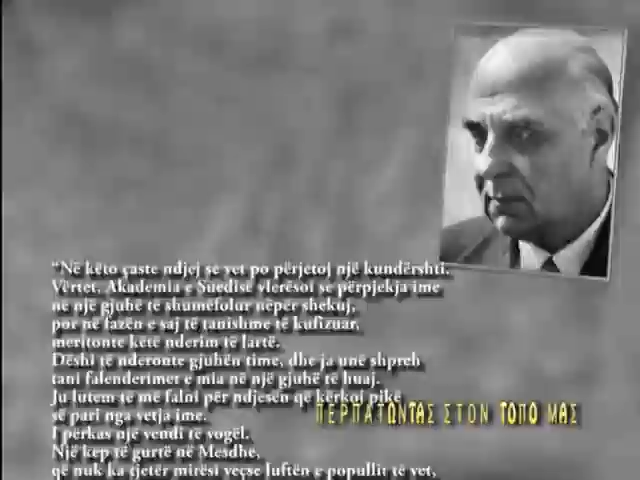 “Në këto çaste ndjej se vet po përjetoj një kundërshti.
Vërtet, Akademia e Suedisë vlerësoi se përpjekja ime
në një gjuhë të shumëfolur nëpër shekuj,
por në fazën e saj të tanishme të kufizuar,
meritonte këtë nderim të lartë.
Dëshi të nderonte gjuhën time, dhe ja unë shpreh
tani falenderimet e mia në një gjuhë të huaj.
Ju lutem të me falni për ndjesën që kërkoj pikë
së pari nga vetja ime.
ΠΕΡΠΑΤΩΝΤΑΣ ΣΤΟΝ ΤΟΠΟ ΜΑΣ
I përkas një vendi të vogël.
Një kep të gurtë në Mesdhe,
që nuk ka tjetër mirësi veçse luftën e popullit të vet,